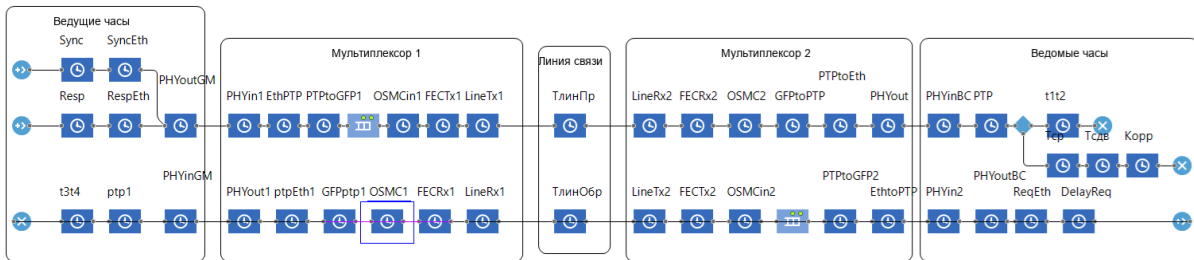 Ведущие часы
Мультиплексор 1
Линия связи
Мультиплексор 2
Ведомые часы
Sync SyncEth
PHYoutGM
Resp RespEth
PHYin1 EthPTP PTPtoGFP1 OSMCin1 FECTx1 LineTx1
ТлинПр
LineRx2 FECRx2 OSMC2 GFPtoPTP PTPtoEth PHYout
PHYinBC PTP t1t2
Тср Тсдв Корр
t3t4 ptp1 PHYinGM
PHYout1 ptpEth1 GFPptp1 OSMC1 FECRx1 LineRx1
ТлинОбр
LineTx2 FECTx2 OSMCin2 PTPtoGFP2 EthtoPTP
PHYin2 PHYoutBC ReqEth DelayReq